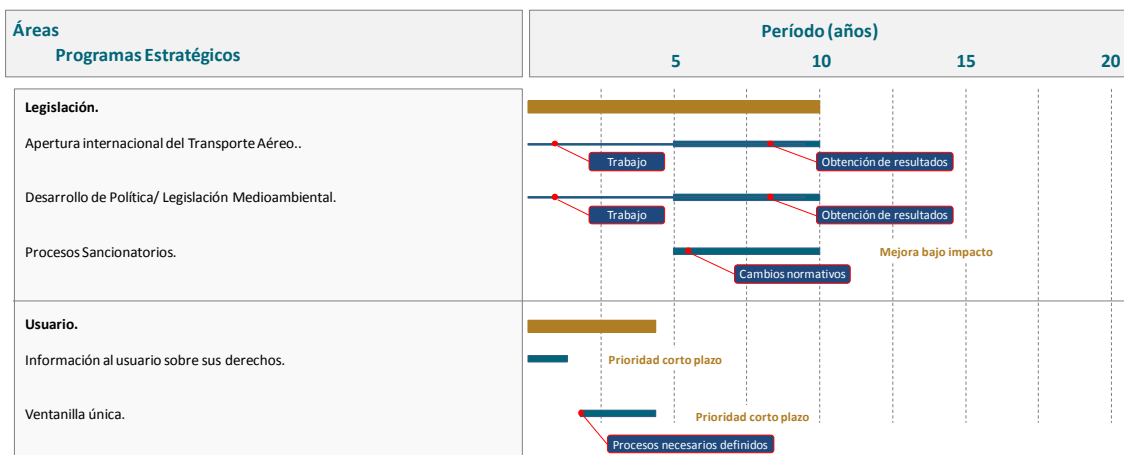 Áreas
Programas Estratégicos
Período (años)
5 10 15 20
Legislación.
Apertura internacional del Transporte Aéreo..
Trabajo
Obtención de resultados
Desarrollo de Política/ Legislación Medioambiental.
Trabajo
Obtención de resultados
Procesos Sancionatorios.
Mejora bajo impacto
Cambios normativos
Usuario.
Información al usuario sobre sus derechos.
Prioridad corto plazo
Ventanilla única.
Prioridad corto plazo
Procesos necesarios definidos